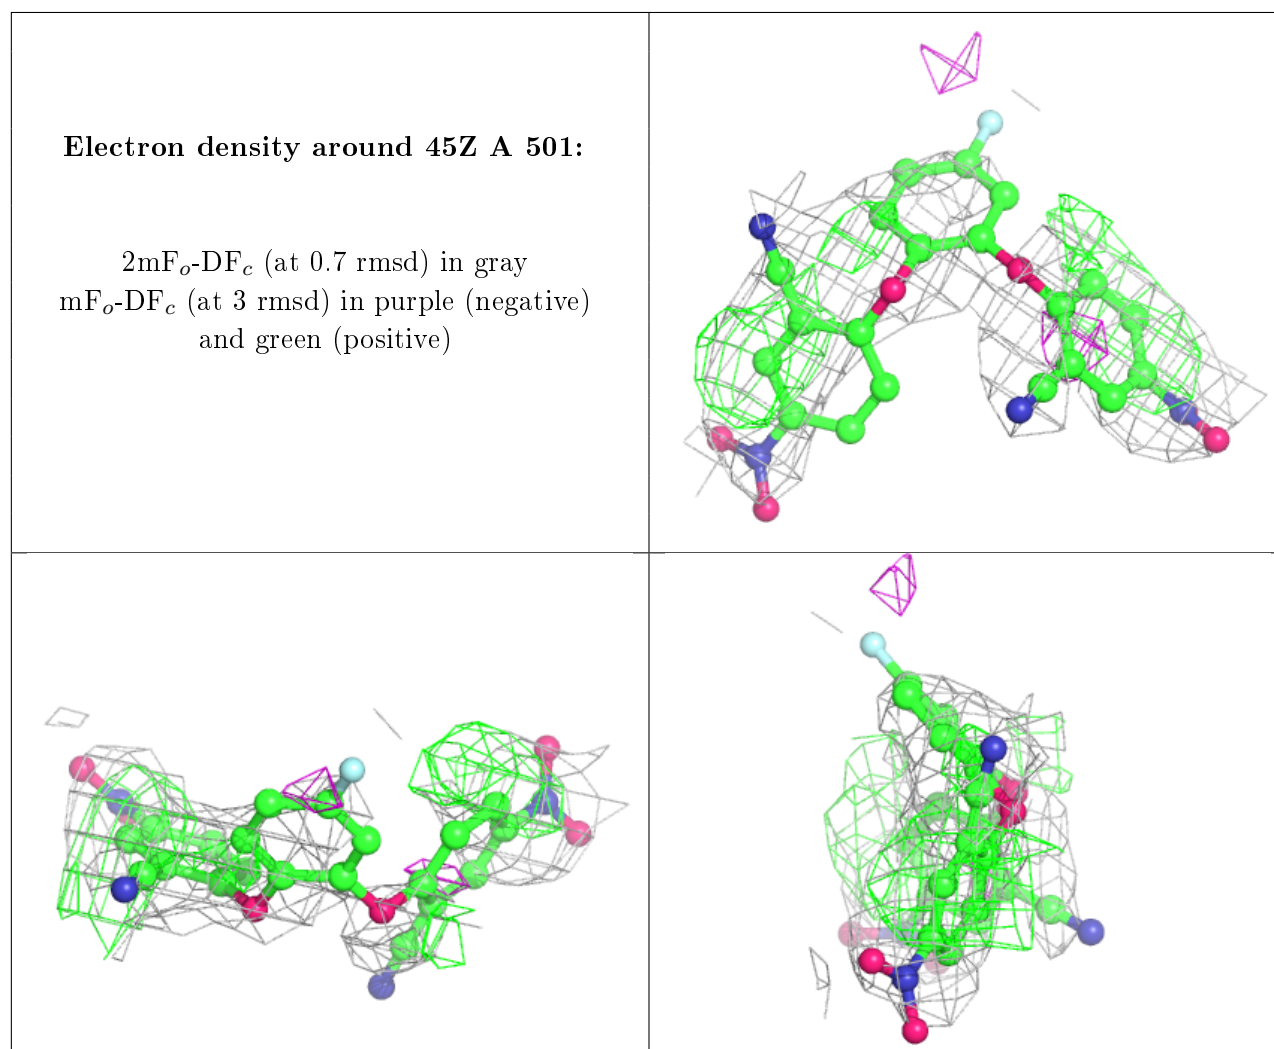 Electron density around 45Z A 501:
2mFo-DFc (at 0.7 rmsd) in gray
mFo-DFc (at 3 rmsd) in purple (negative)
and green (positive)